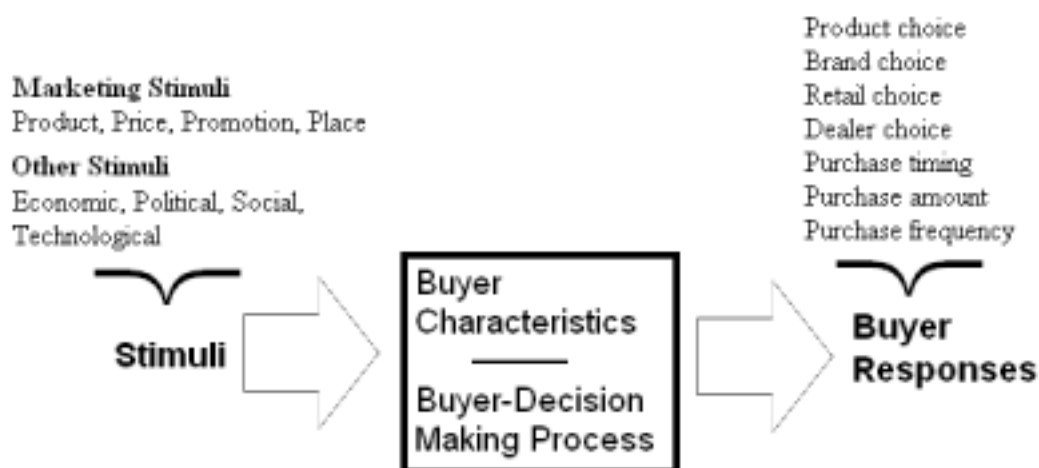 Marketing Stimuli
Product, Price, Promotion, Place
Other Stimuli
Economic, Political, Social,
Technological
Stimuli
Buyer
Characteristics
Buyer-Decision
Making Process
Product choice
Brand choice
Retail choice
Dealer choice
Purchase timing
Purchase amount
Purchase frequency
Buyer
Responses